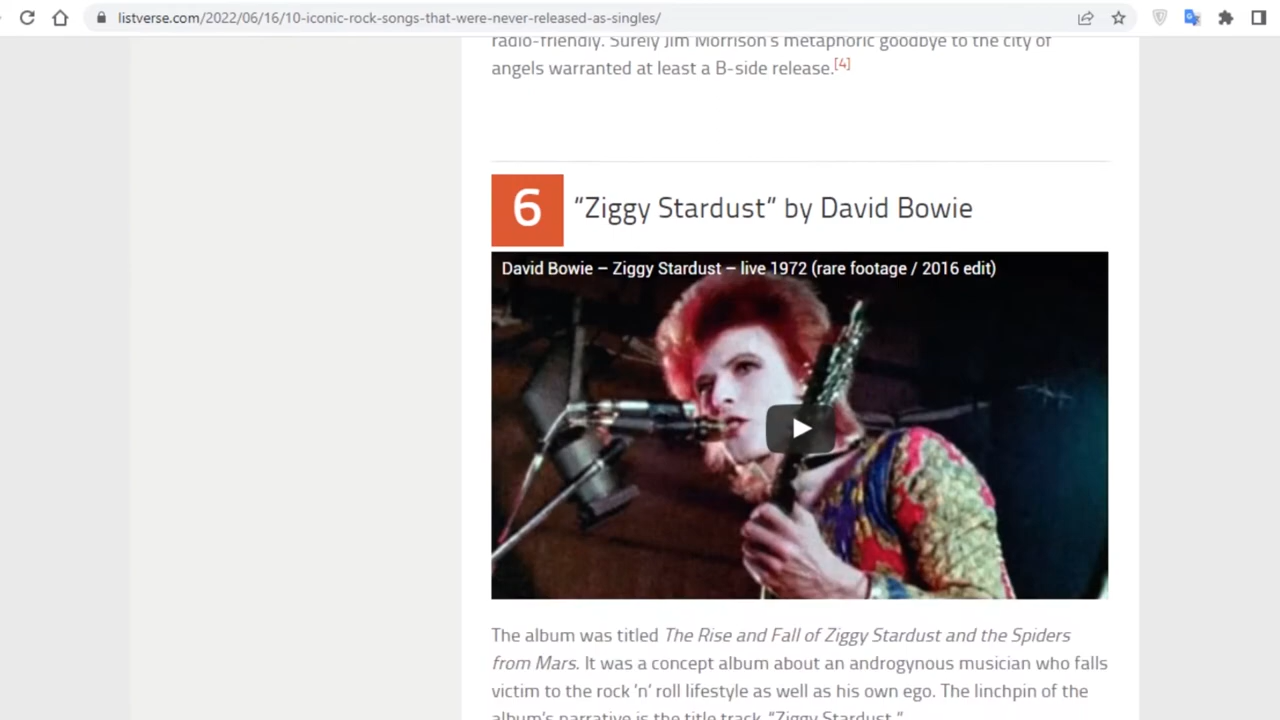 listverse.com/2022/06/16/10-iconic-rock-songs-that-were-never-released-as-singles/
radio-friendly. Surely Jim Morrison's metaphoric goodbye to the city of
angels warranted at least a B-side release.[4]
6
“Ziggy Stardust” by David Bowie
David Bowie – Ziggy Stardust – live 1972 (rare footage / 2016 edit)
The album was titled The Rise and Fall of Ziggy Stardust and the Spiders
from Mars. It was a concept album about an androgynous musician who falls
victim to the rock ’n’ roll lifestyle as well as his own ego. The linchpin of the
album’s narrative is the title track, “Ziggy Stardust.”